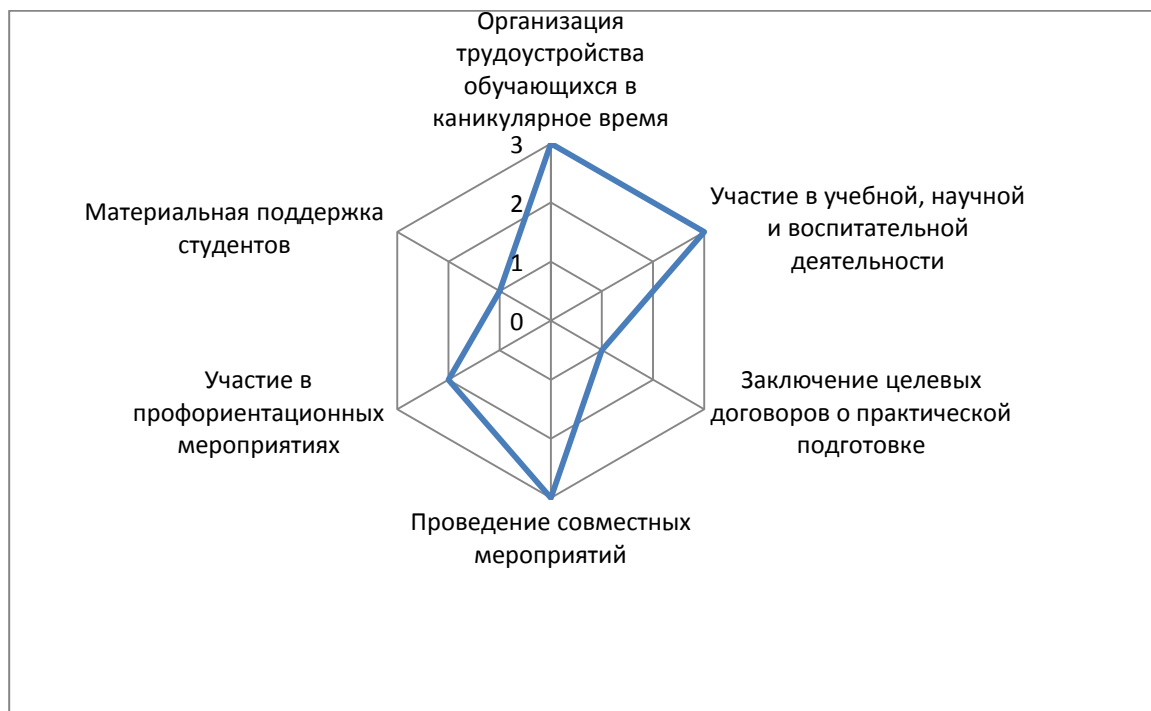 Организация
трудоустройства
обучающихся в
каникулярное время
3
2
1
0
Участие в учебной, научной
и воспитательной
деятельности
Заключение целевых
договоров о практической
подготовке
Проведение совместных
мероприятий
Участие в
профориентационных
мероприятиях
Материальная поддержка
студентов